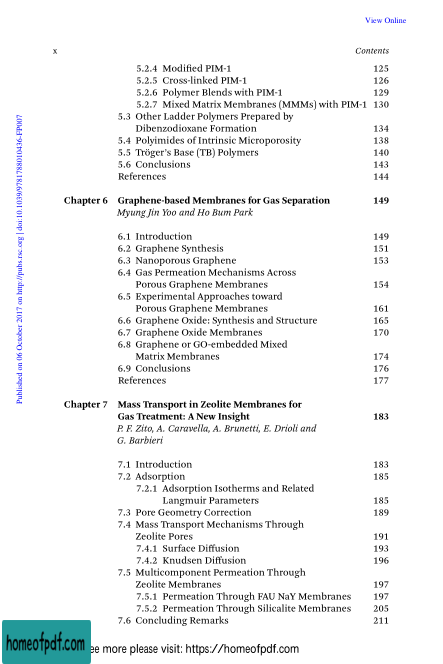 View Online
x Contents
5.2.4 Modified PIM-1 125
5.2.5 Cross-linked PIM-1 126
5.2.6 Polymer Blends with PIM-1 129
5.2.7 Mixed Matrix Membranes (MMMs) with PIM-1 130
5.3 Other Ladder Polymers Prepared by
Dibenzodioxane Formation 134
5.4 Polyimides of Intrinsic Microporosity 138
5.5 Tröger's Base (TB) Polymers 140
5.6 Conclusions 143
References 144
Chapter 6 Graphene-based Membranes for Gas Separation 149
Myung Jin Yoo and Ho Bum Park
6.1 Introduction 149
6.2 Graphene Synthesis 151
6.3 Nanoporous Graphene 153
6.4 Gas Permeation Mechanisms Across
Porous Graphene Membranes 154
6.5 Experimental Approaches toward
Porous Graphene Membranes 161
6.6 Graphene Oxide: Synthesis and Structure 165
6.7 Graphene Oxide Membranes 170
6.8 Graphene or GO-embedded Mixed
Matrix Membranes 174
6.9 Conclusions 176
References 177
Chapter 7 Mass Transport in Zeolite Membranes for
Gas Treatment: A New Insight 183
P. F. Zito, A. Caravella, A. Brunetti, E. Drioli and
G. Barbieri
7.1 Introduction 183
7.2 Adsorption 185
7.2.1 Adsorption Isotherms and Related
Langmuir Parameters 185
7.3 Pore Geometry Correction 189
7.4 Mass Transport Mechanisms Through
Zeolite Pores 191
7.4.1 Surface Diffusion 193
7.4.2 Knudsen Diffusion 196
7.5 Multicomponent Permeation Through
Zeolite Membranes 197
7.5.1 Permeation Through FAU NaY Membranes 197
7.5.2 Permeation Through Silicalite Membranes 205
7.6 Concluding Remarks 211
Published on 06 October 2017 on http://pubs.rsc.org | doi:10.1039/9781788010436-FP007
homeofpdf.com
ee more please visit: https://homeofpdf.com